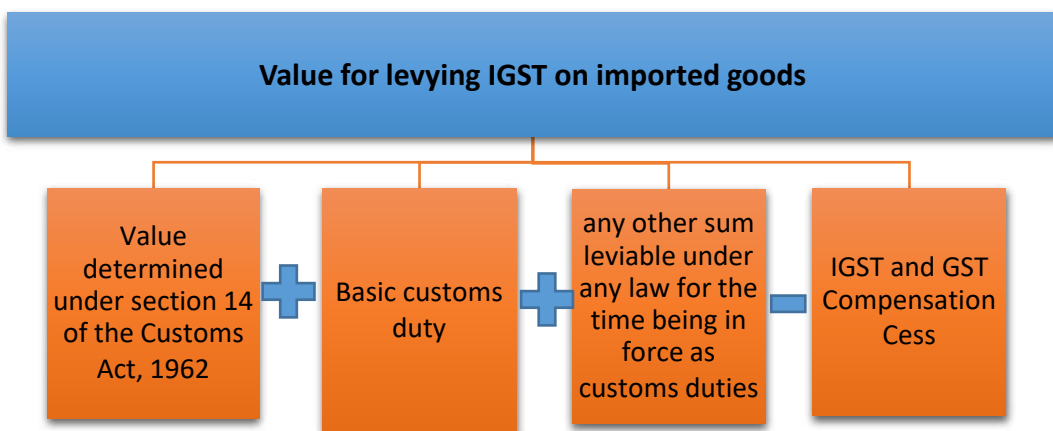 Value for levying IGST on imported goods
Value
determined
under section 14
of the Customs
Act, 1962
Basic customs
duty
any other sum
leviable under
any law for the
time being in
force as
customs duties
IGST and GST
Compensation
Cess